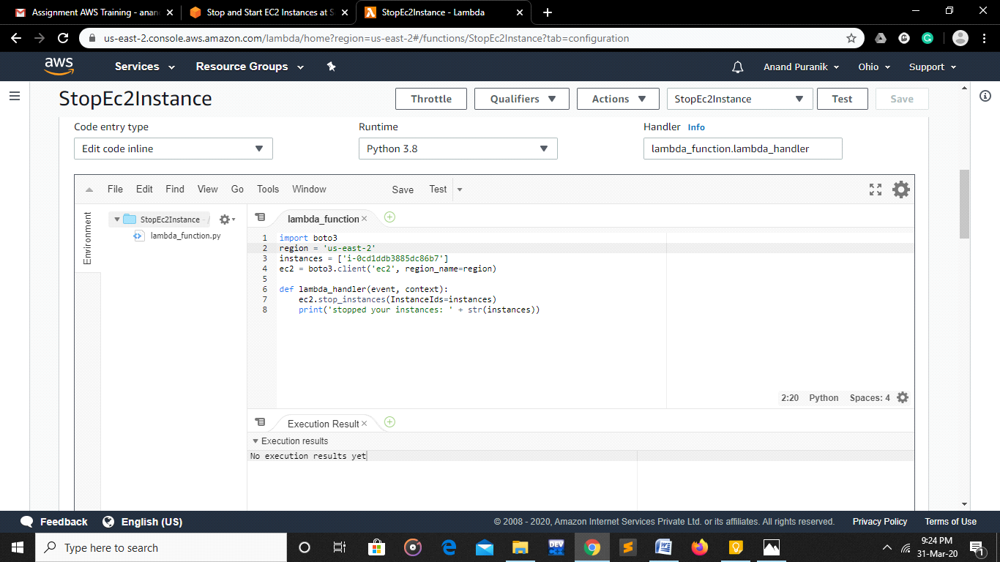 Assignment AWS Training - anan
Stop and Start EC2 Instances at S
StopEc2Instance - Lambda
us-east-2.console.aws.amazon.com/lambda/home?region=us-east-2#/functions/StopEc2Instance?tab=configuration
aws
Services
Resource Groups
Anand Puranik
Ohio
Support
StopEc2Instance
Throttle
Qualifiers
Actions
StopEc2Instance
Test
Save
Code entry type
Runtime
Handler Info
Edit code inline
Python 3.8
lambda_function.lambda_handler
File Edit Find View Go Tools Window Save Test
Environment
StopEc2Instance - /
lambda_function.py
lambda_function
1 import boto3
2 region = 'us-east-2'
3 instances = ['i-0cd1ddb3885dc86b7']
4 ec2 = boto3.client('ec2', region_name=region)
5
6 def lambda_handler(event, context):
7 ec2.stop_instances(InstanceIds=instances)
8 print('stopped your instances: ' + str(instances))
2:20 Python Spaces: 4
Execution Result
Execution results
No execution results yet
Feedback
English (US)
© 2008 - 2020, Amazon Internet Services Private Ltd. or its affiliates. All rights reserved.
Privacy Policy
Terms of Use
Type here to search
DEV
9:24 PM
31-Mar-20
1